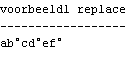 voorbeeld1 replace
------------------
ab"cd"ef"